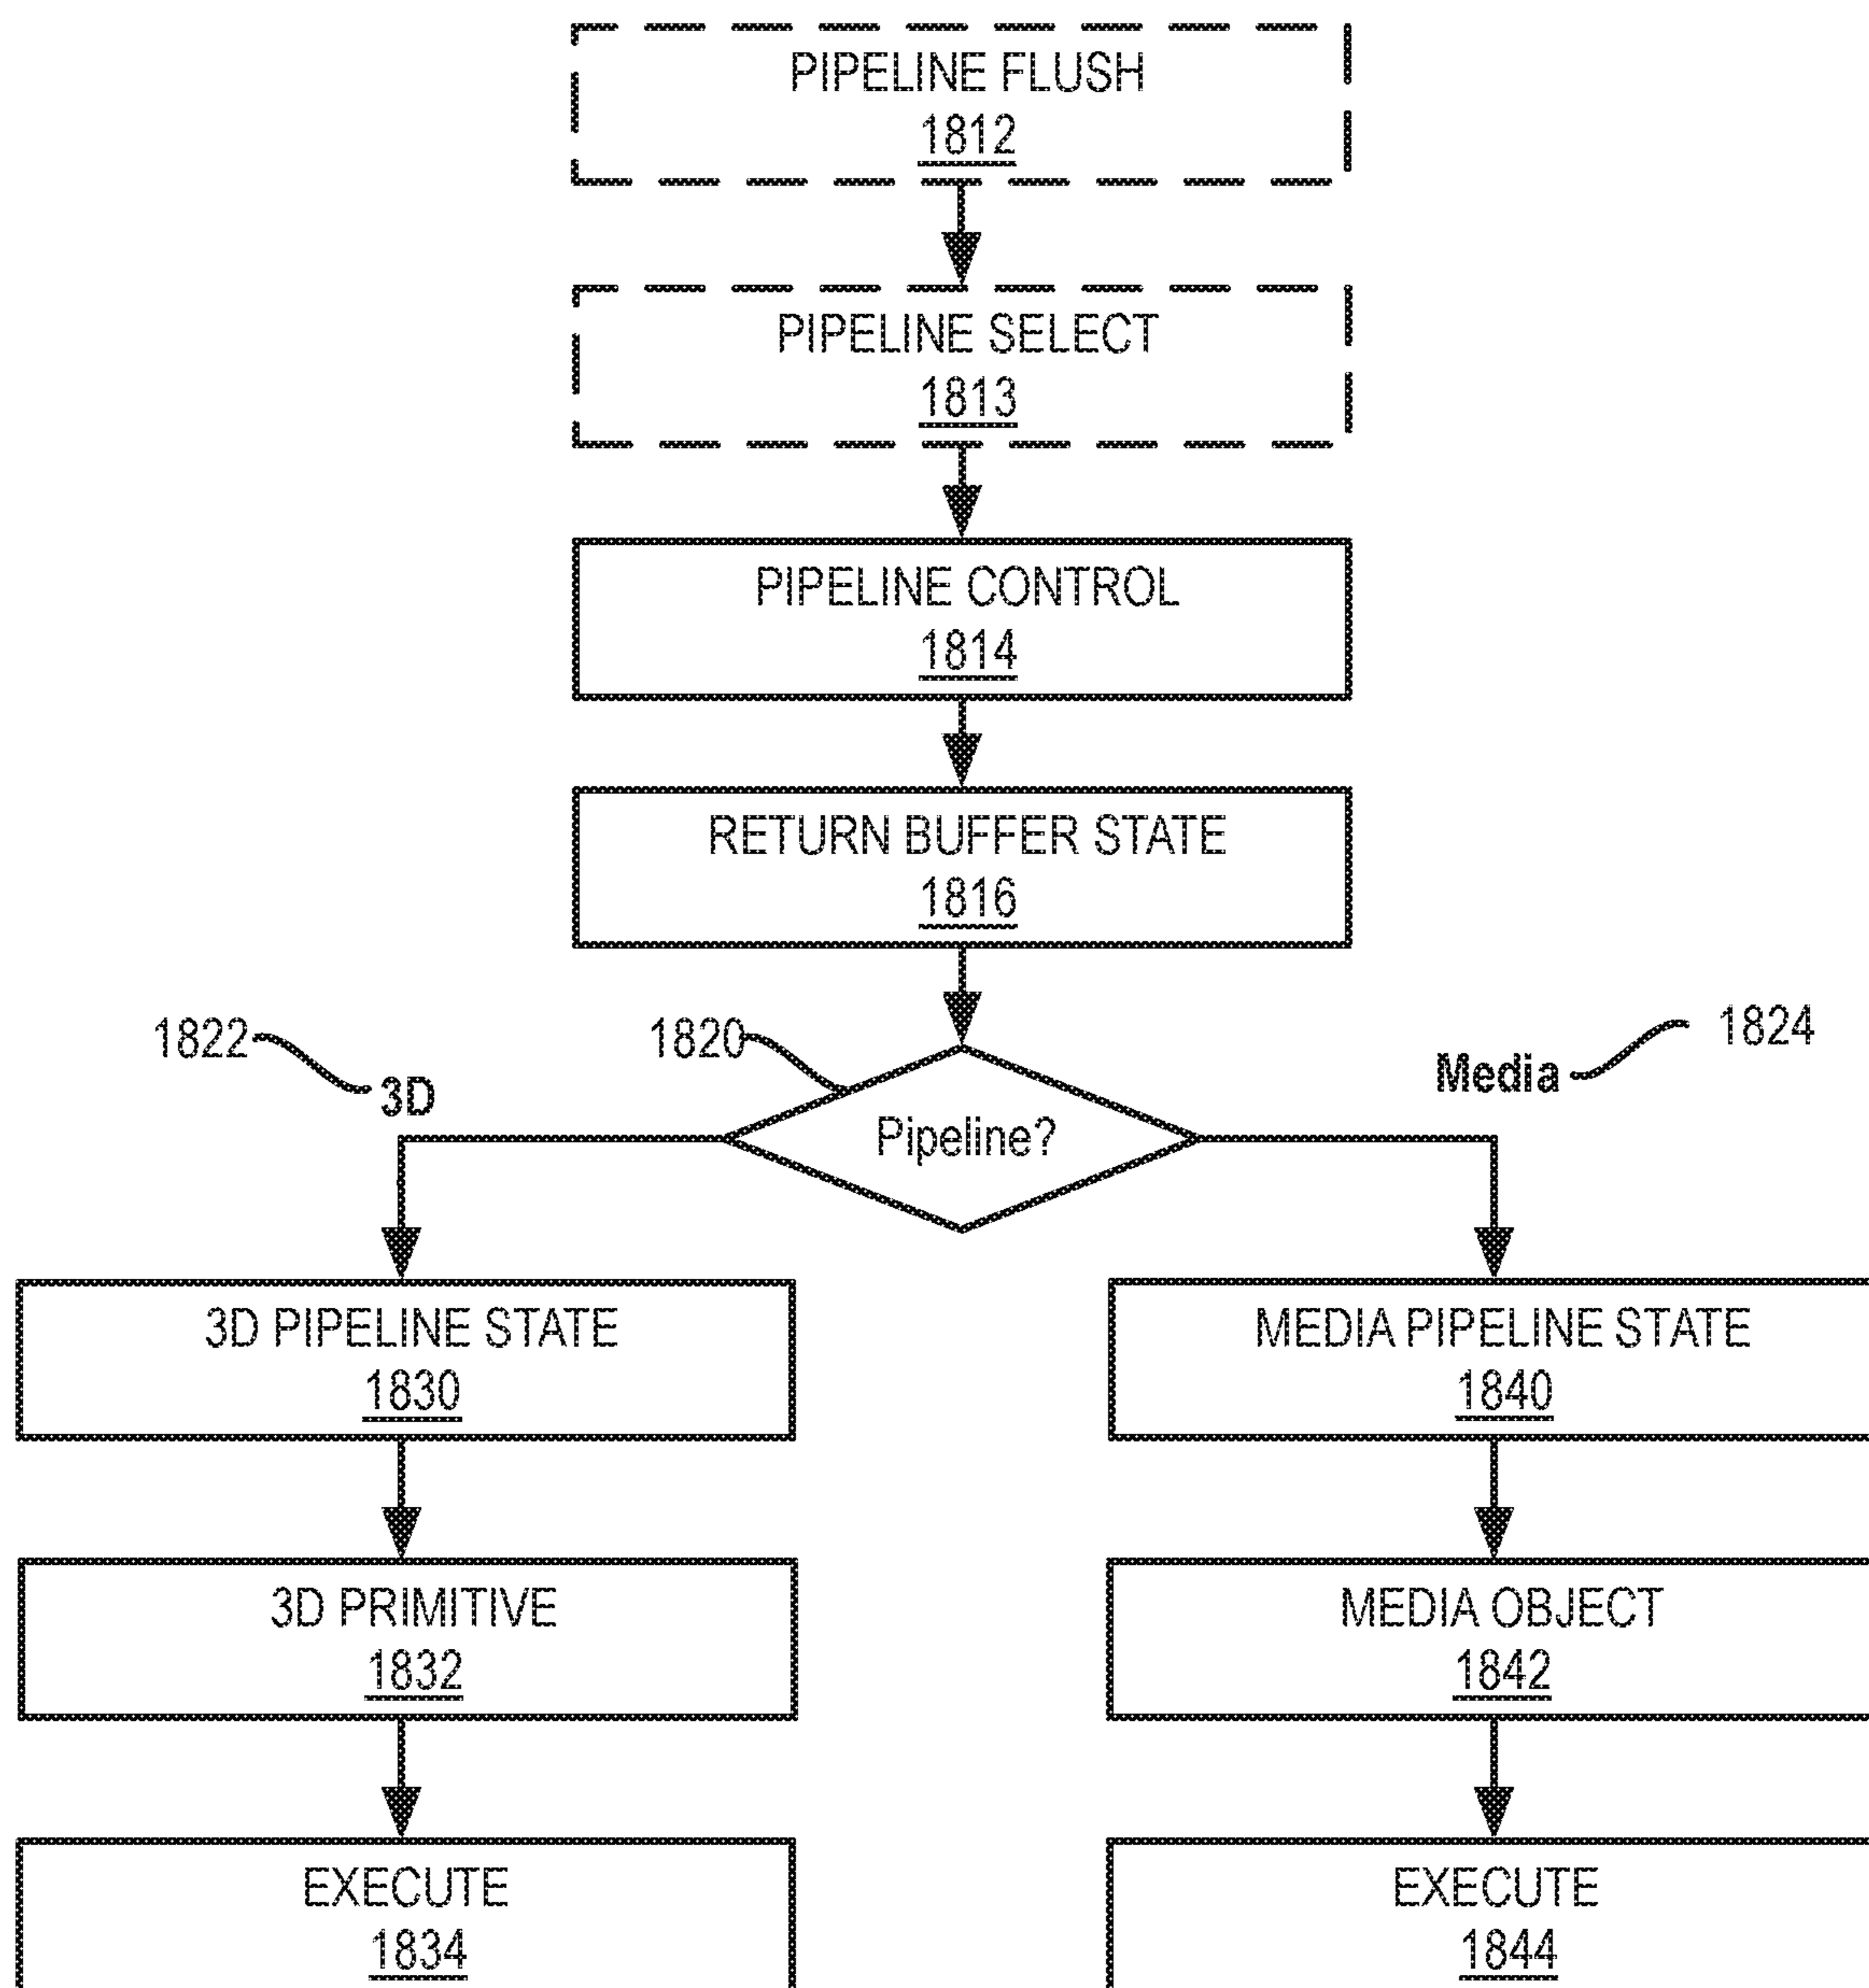 PIPELINE FLUSH
1812
PIPELINE SELECT
1813
PIPELINE CONTROL
1814
RETURN BUFFER STATE
1816
1822
1820
1824
3D
Media
Pipeline?
3D PIPELINE STATE
1830
MEDIA PIPELINE STATE
1840
3D PRIMITIVE
1832
MEDIA OBJECT
1842
EXECUTE
1834
EXECUTE
1844